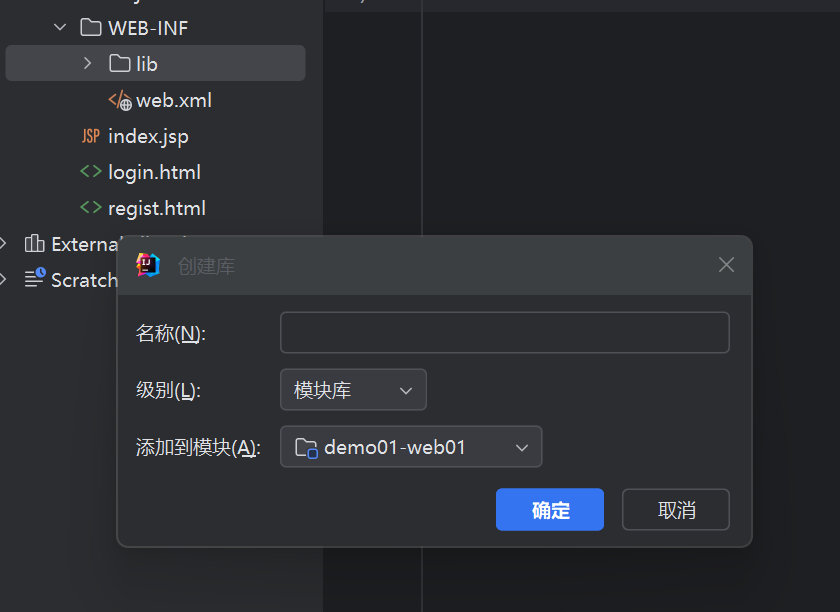 WEB-INF
lib
web.xml
JSP index.jsp
login.html
regist.html
Externa
Scratch
创建库
名称(N):
级别(L): 模块库
添加到模块(A): demo01-web01
确定 取消